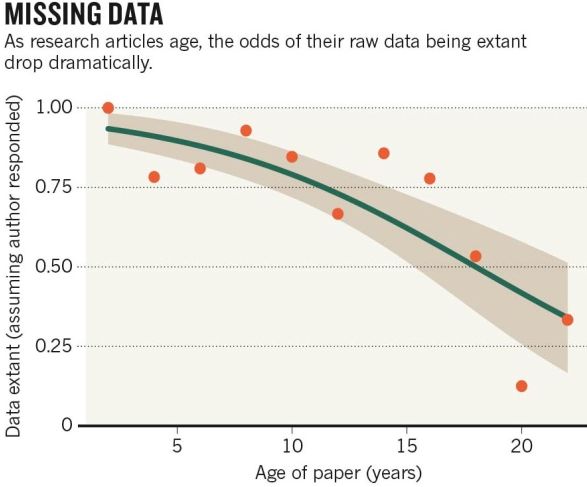 MISSING DATA
As research articles age, the odds of their raw data being extant
drop dramatically.
Data extant (assuming author responded)
1.00
0.75
0.50
0.25
0
5
10
15
20
Age of paper (years)